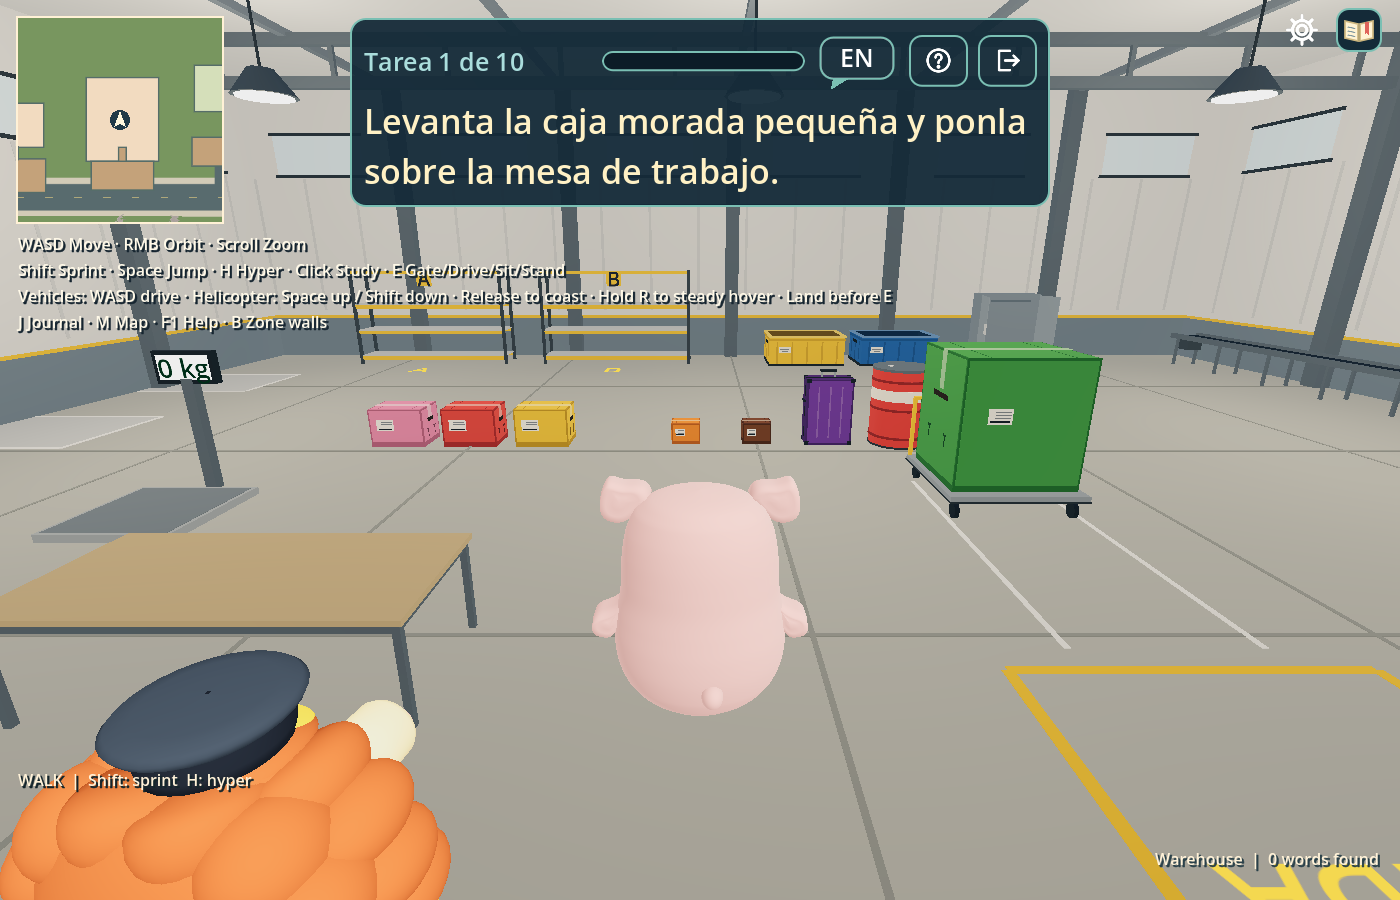 Tarea 1 de 10
EN
Levanta la caja morada pequeña y ponla
sobre la mesa de trabajo.
WASD Move · RMB Orbit · Scroll Zoom
Shift Sprint · Space Jump · H Hyper · Click Study · E Gate/Drive/Sit/Stand
Vehicles: WASD drive · Helicopter: Space up / Shift down · Release to coast · Hold R to steady hover · Land before E
J Journal · M Map · F1 Help · B Zone walls
A
B
0 kg
WALK | Shift: sprint H: hyper
Warehouse | 0 words found